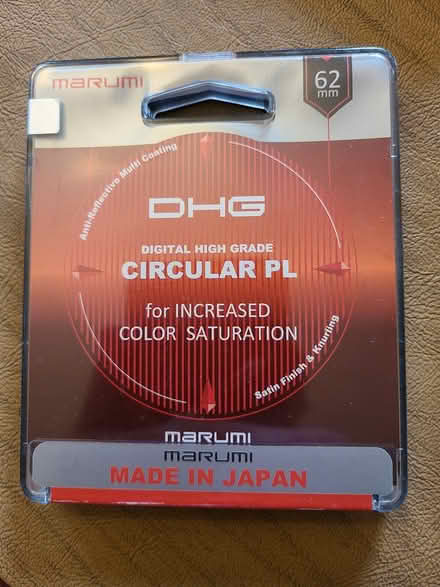 marumi
62
mm
Anti-Reflective Multi Coating
DHG
DIGITAL HIGH GRADE
CIRCULAR PL
for INCREASED
COLOR SATURATION
Satin Finish & Knurling
marumi
marumi
MADE IN JAPAN